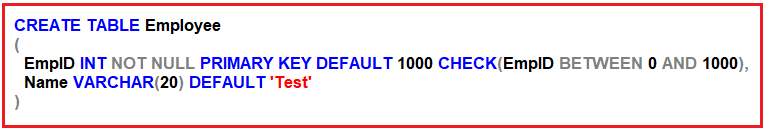 CREATE TABLE Employee
(
EmpID INT NOT NULL PRIMARY KEY DEFAULT 1000 CHECK(EmpID BETWEEN 0 AND 1000),
Name VARCHAR(20) DEFAULT 'Test'
)